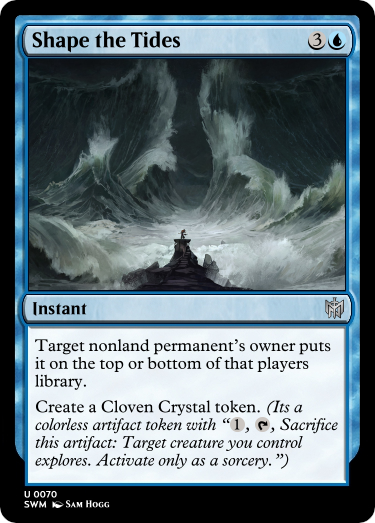 Shape the Tides 3
Instant
Target nonland permanent's owner puts
it on the top or bottom of that players
library.
Create a Cloven Crystal token. (Its a
colorless artifact token with "1, , Sacrifice
this artifact: Target creature you control
explores. Activate only as a sorcery.")
U 0070
SWM Sam Hogg